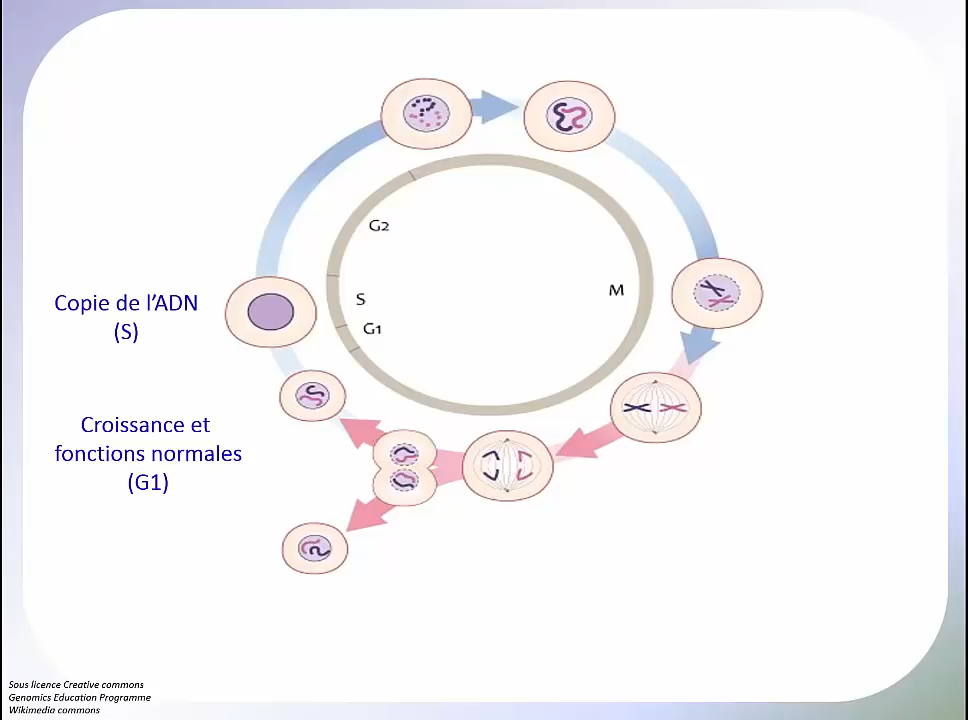 G2
Copie de l'ADN
(S)
S
M
G1
Croissance et
fonctions normales
(G1)
Sous licence Creative commons
Genomics Education Programme
Wikimedia commons